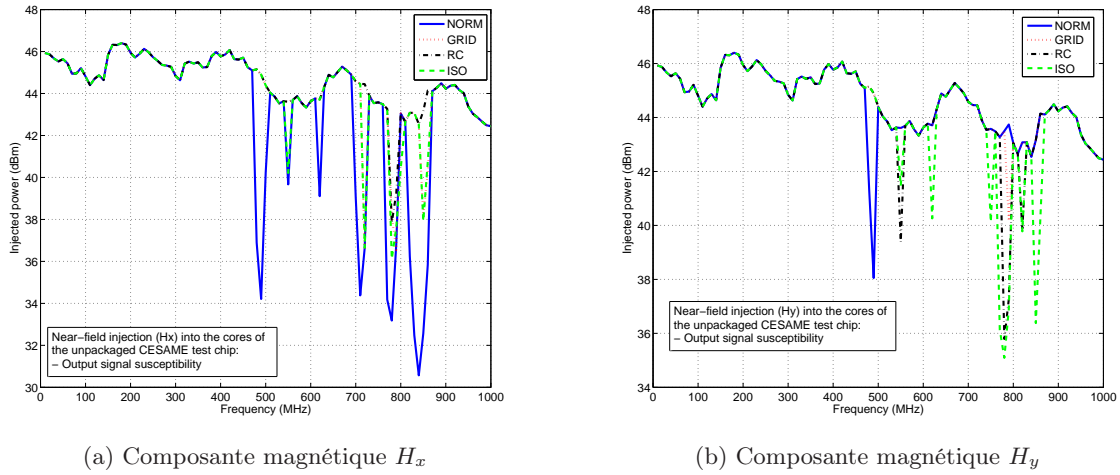 48
46
44
42
40
38
36
34
32
30
Injected power (dBm)
0
100
200
300
400
500
600
700
800
900
1000
Frequency (MHz)
NORM
GRID
RC
ISO
Near−field injection (Hx) into the cores of
the unpackaged CESAME test chip:
− Output signal susceptibility
(a) Composante magnétique Hx
48
46
44
42
40
38
36
34
Injected power (dBm)
0
100
200
300
400
500
600
700
800
900
1000
Frequency (MHz)
NORM
GRID
RC
ISO
Near−field injection (Hy) into the cores of
the unpackaged CESAME test chip:
− Output signal susceptibility
(b) Composante magnétique Hy